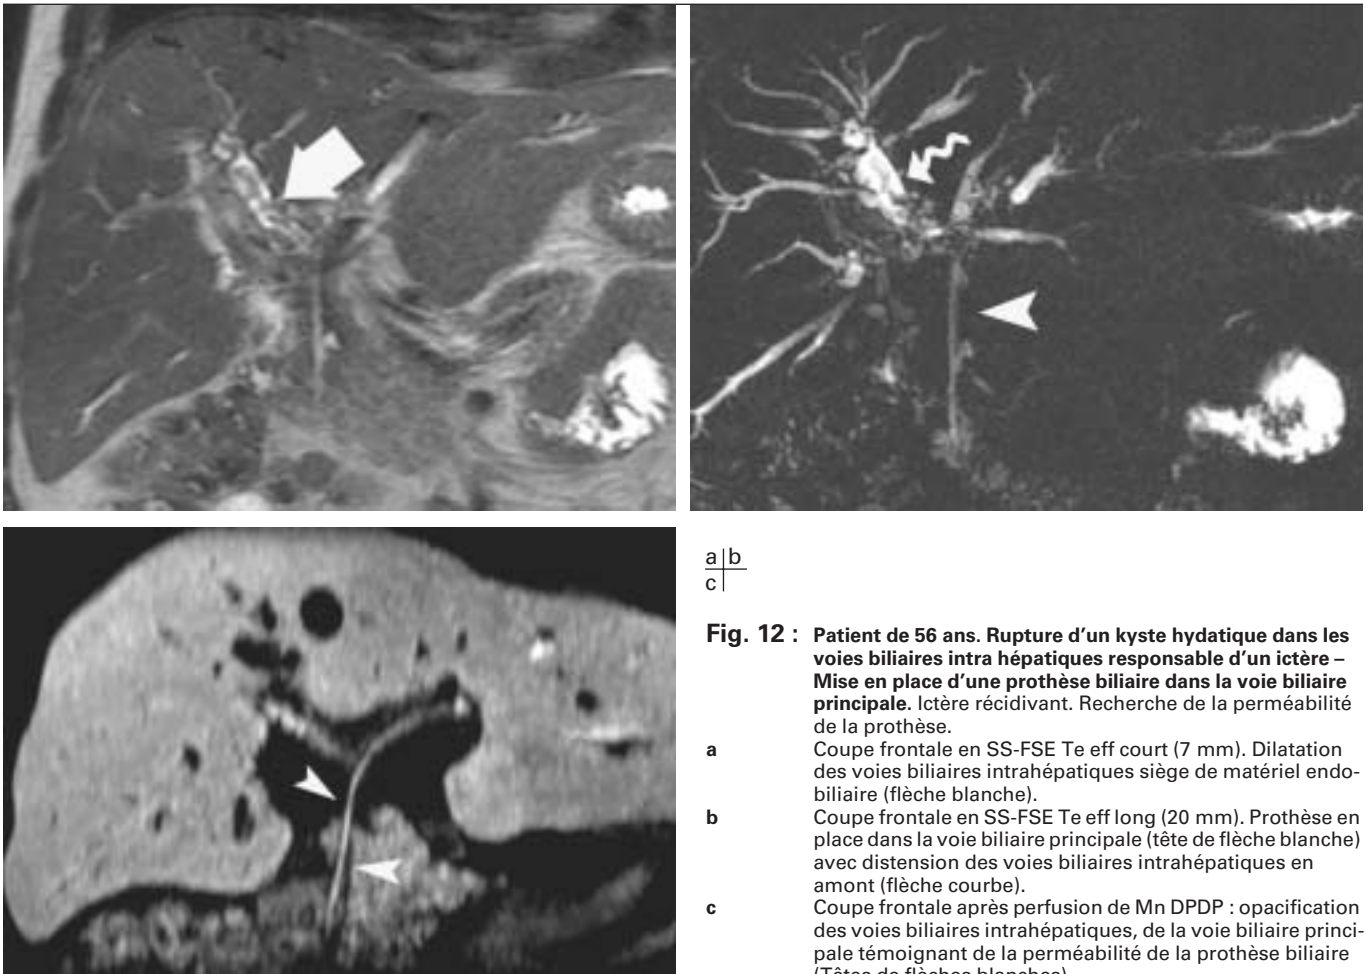 a b
c
Fig. 12 : Patient de 56 ans. Rupture d’un kyste hydatique dans les
voies biliaires intra hépatiques responsable d’un ictère –
Mise en place d’une prothèse biliaire dans la voie biliaire
principale. Ictère récidivant. Recherche de la perméabilité
de la prothèse.
a Coupe frontale en SS-FSE Te eff court (7 mm). Dilatation
des voies biliaires intrahépatiques siège de matériel endo-
biliaire (flèche blanche).
b Coupe frontale en SS-FSE Te eff long (20 mm). Prothèse en
place dans la voie biliaire principale (tête de flèche blanche)
avec distension des voies biliaires intrahépatiques en
amont (flèche courbe).
c Coupe frontale après perfusion de Mn DPDP : opacification
des voies biliaires intrahépatiques, de la voie biliaire princi-
pale témoignant de la perméabilité de la prothèse biliaire
(Têtes de flèches blanches)